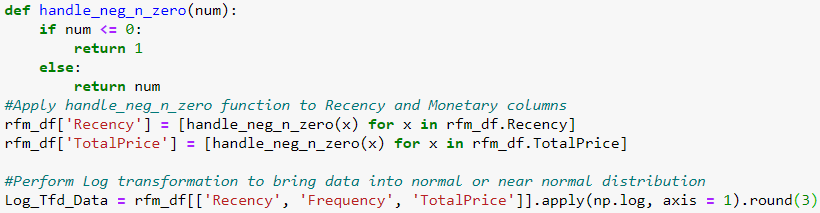 def handle_neg_n_zero(num):
    if num <= 0:
        return 1
    else:
        return num
#Apply handle_neg_n_zero function to Recency and Monetary columns
rfm_df['Recency'] = [handle_neg_n_zero(x) for x in rfm_df.Recency]
rfm_df['TotalPrice'] = [handle_neg_n_zero(x) for x in rfm_df.TotalPrice]
#Perform Log transformation to bring data into normal or near normal distribution
Log_Tfd_Data = rfm_df[['Recency', 'Frequency', 'TotalPrice']].apply(np.log, axis = 1).round(3)